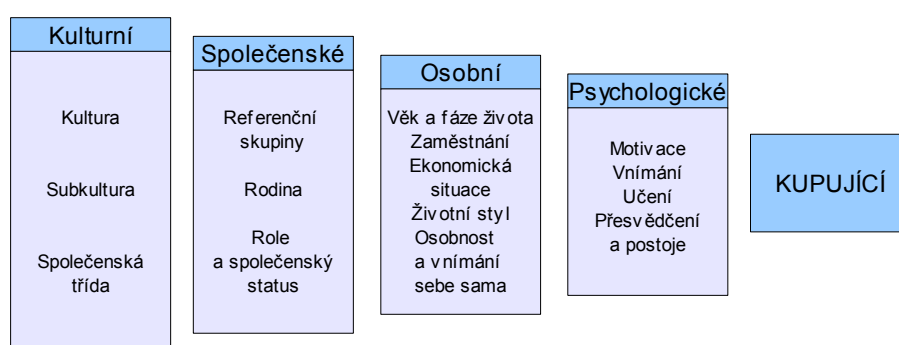 Kulturní
Kultura
Subkultura
Společenská
třída
Společenské
Referenční
skupiny
Rodina
Role
a společenský
status
Osobní
Věk a fáze života
Zaměstnání
Ekonomická
situace
Životní styl
Osobnost
a vnímání
sebe sama
Psychologické
Motivace
Vnímání
Učení
Přesvědčení
a postoje
KUPUJÍCÍ